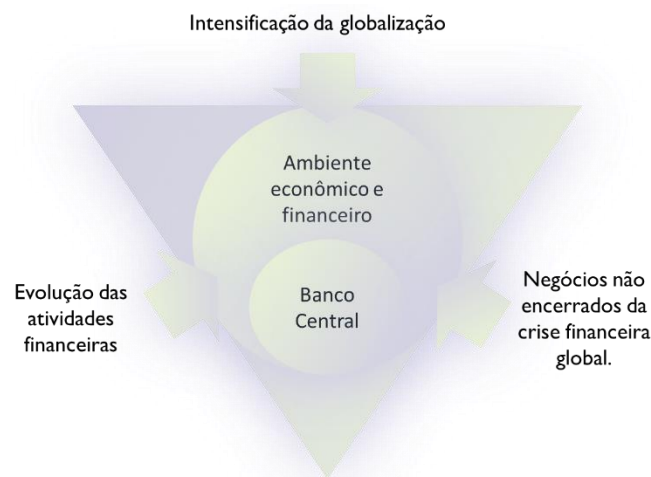 Intensificação da globalização
Ambiente
econômico e
financeiro
Evolução das
atividades
financeiras
Banco
Central
Negócios não
encerrados da
crise financeira
global.